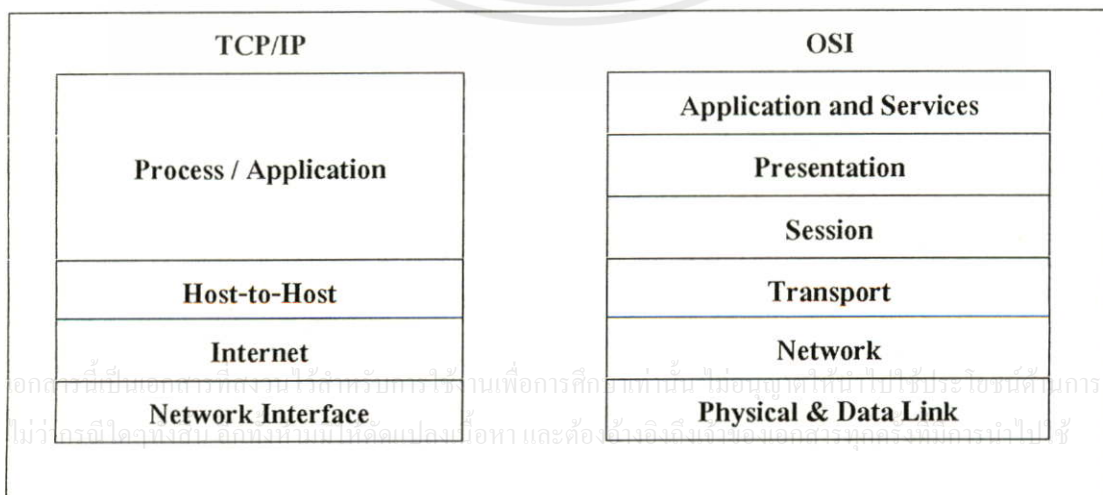 TCP/IP
OSI
Process / Application
Application and Services
Presentation
Session
Host-to-Host
Transport
Internet
Network
Network Interface
Physical & Data Link
เอกสารนี้เป็นเอกสารที่สงวนไว้สำหรับการใช้งานเพื่อการศึกษาเท่านั้น ไม่อนุญาตให้นำไปใช้ประโยชน์ด้านการ
ไม่ว่ากรณีใดๆทั้งสิ้น อีกทั้งห้ามมิให้ดัดแปลงเนื้อหา และต้องอ้างอิงถึงเจ้าของเอกสารทุกครั้งที่มีการนำไปใช้